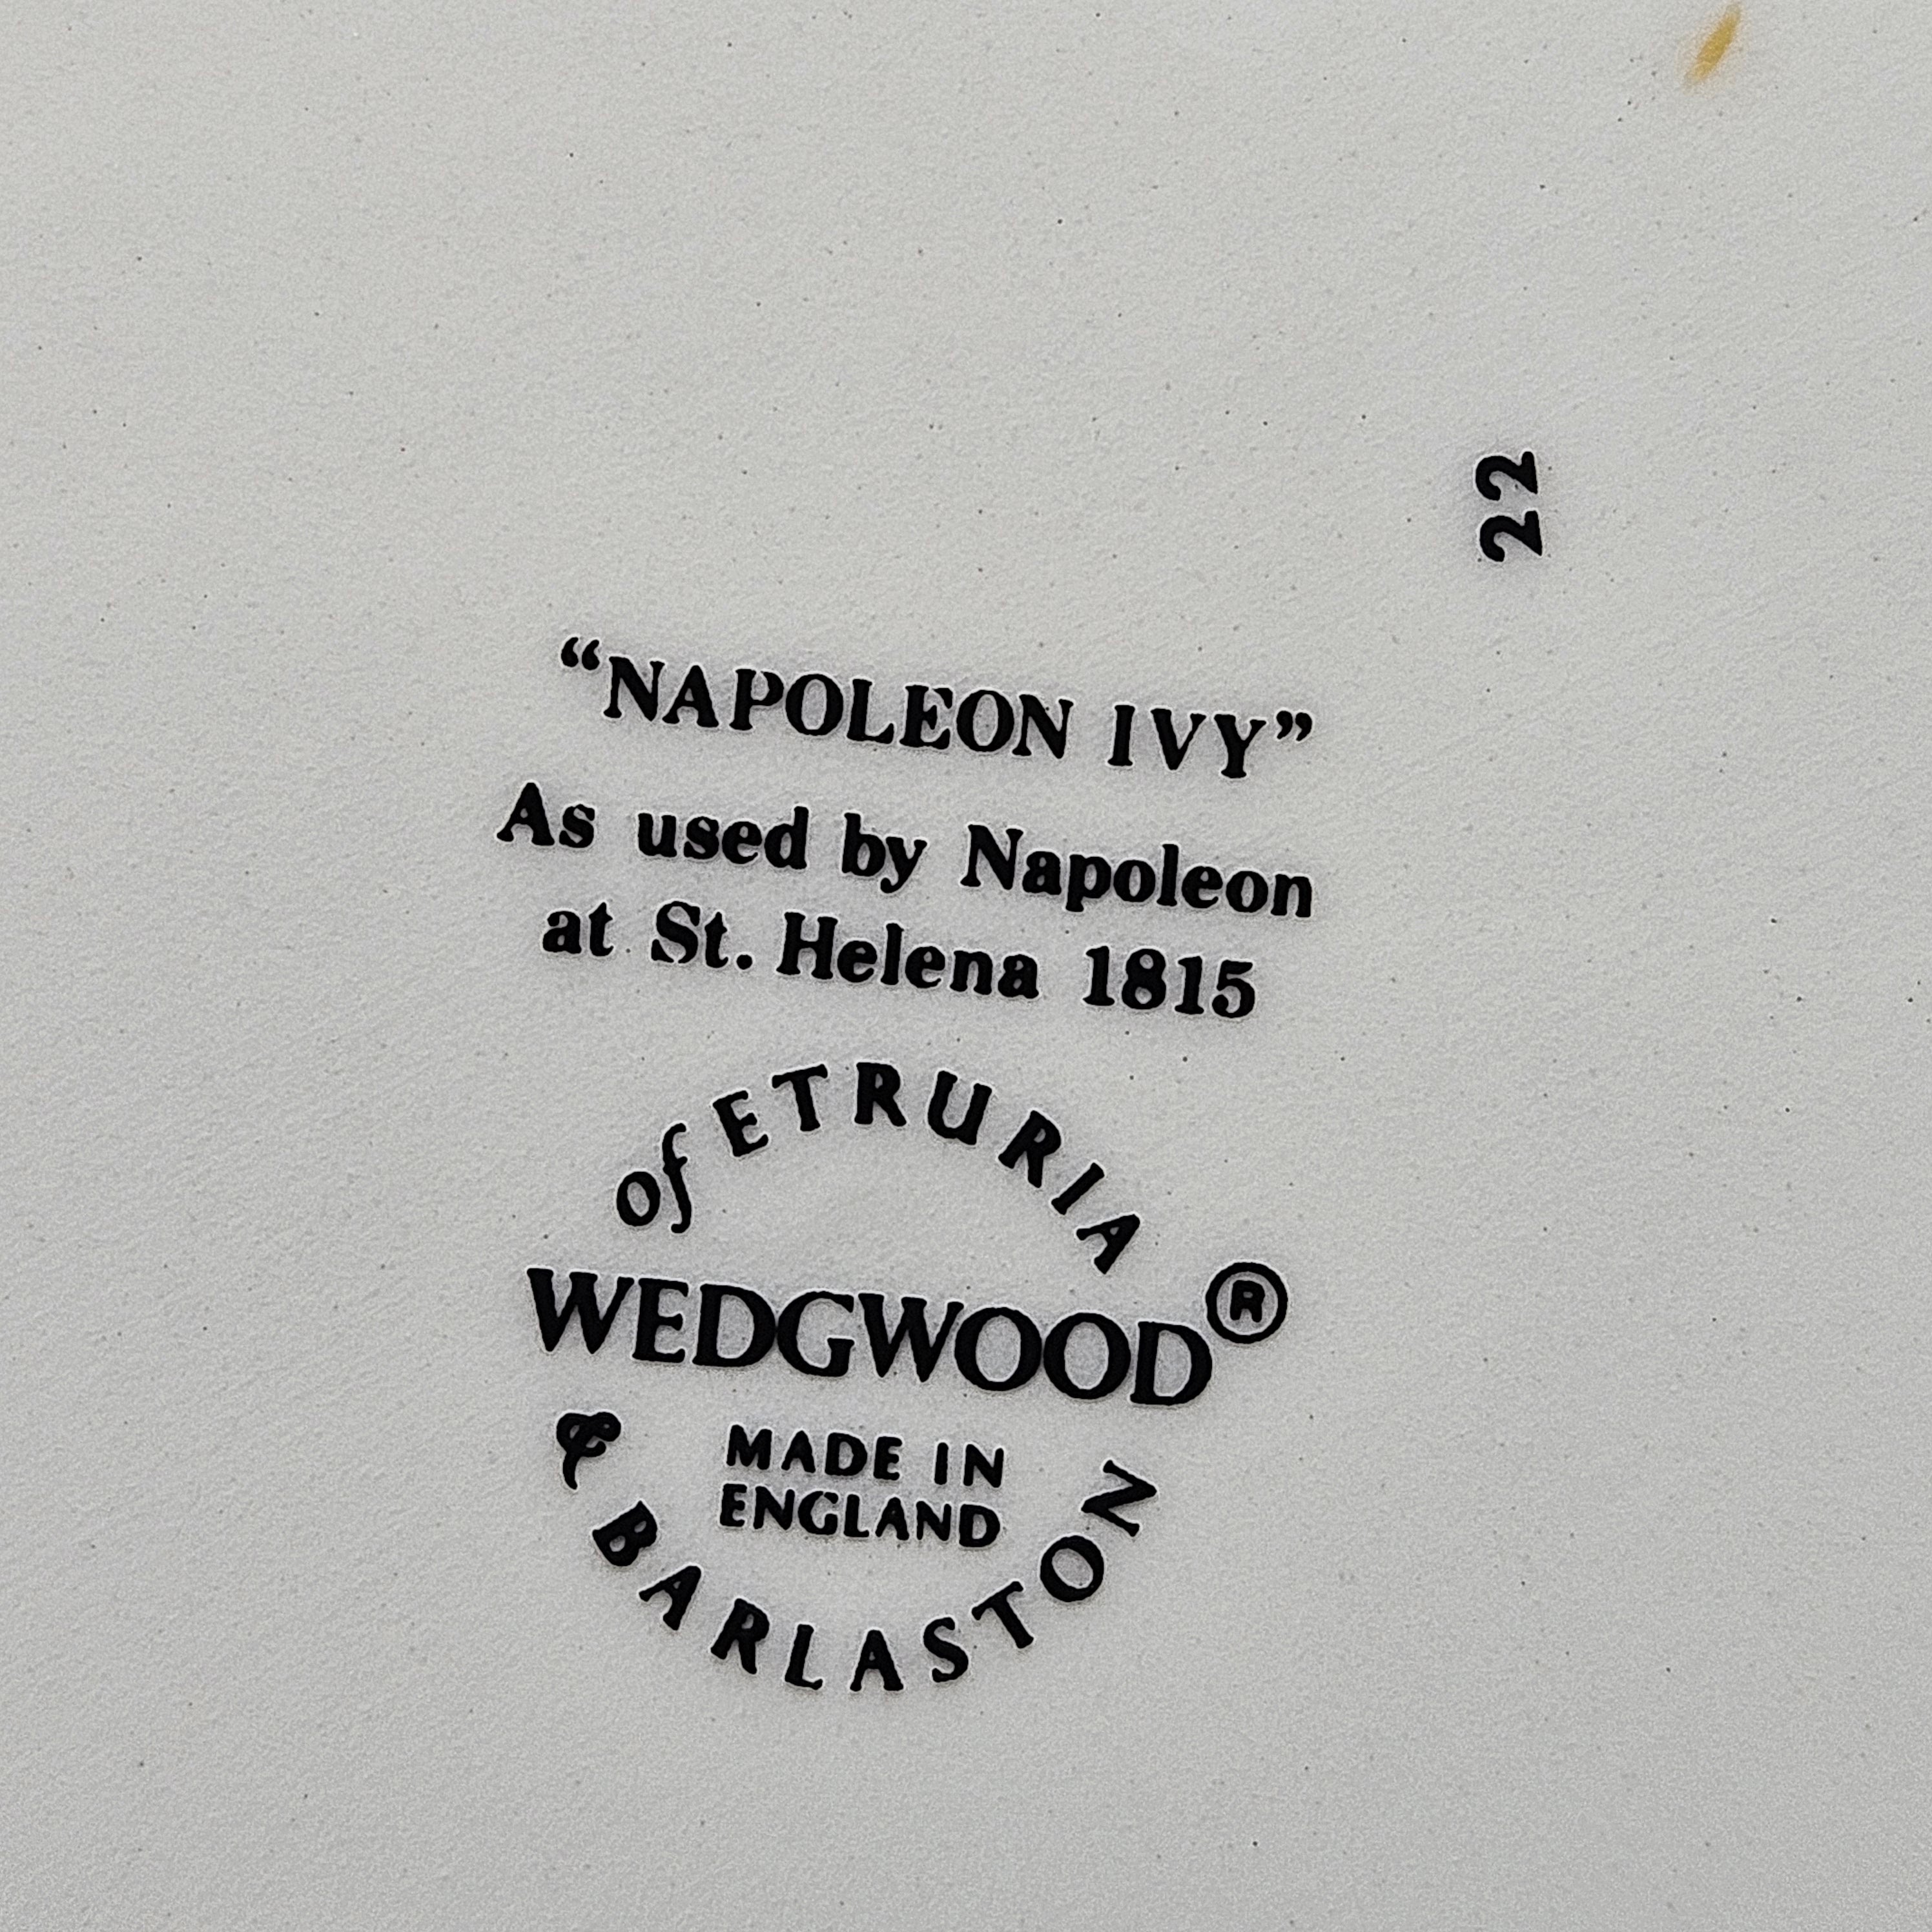 22
“NAPOLEON IVY”
As used by Napoleon
at St. Helena 1815
of ETRURIA
WEDGWOOD®
MADE IN
ENGLAND
& BARLASTON